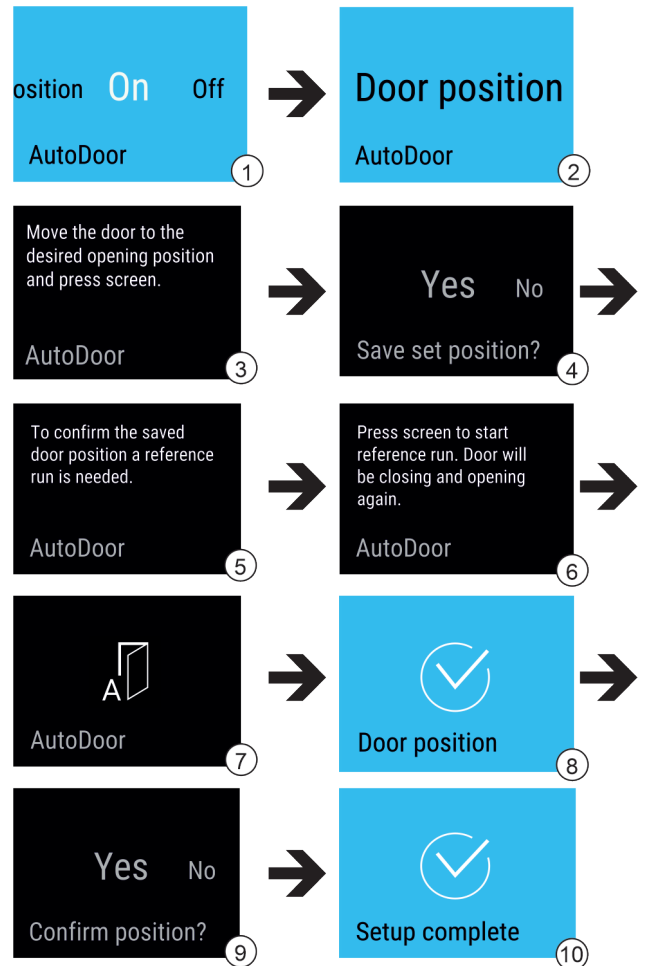 osition On Off
AutoDoor
1
Door position
AutoDoor
2
Move the door to the
desired opening position
and press screen.
AutoDoor
3
Yes No
Save set position?
4
To confirm the saved
door position a reference
run is needed.
AutoDoor
5
Press screen to start
reference run. Door will
be closing and opening
again.
AutoDoor
6
A
AutoDoor
7
Door position
8
Yes No
Confirm position?
9
Setup complete
10